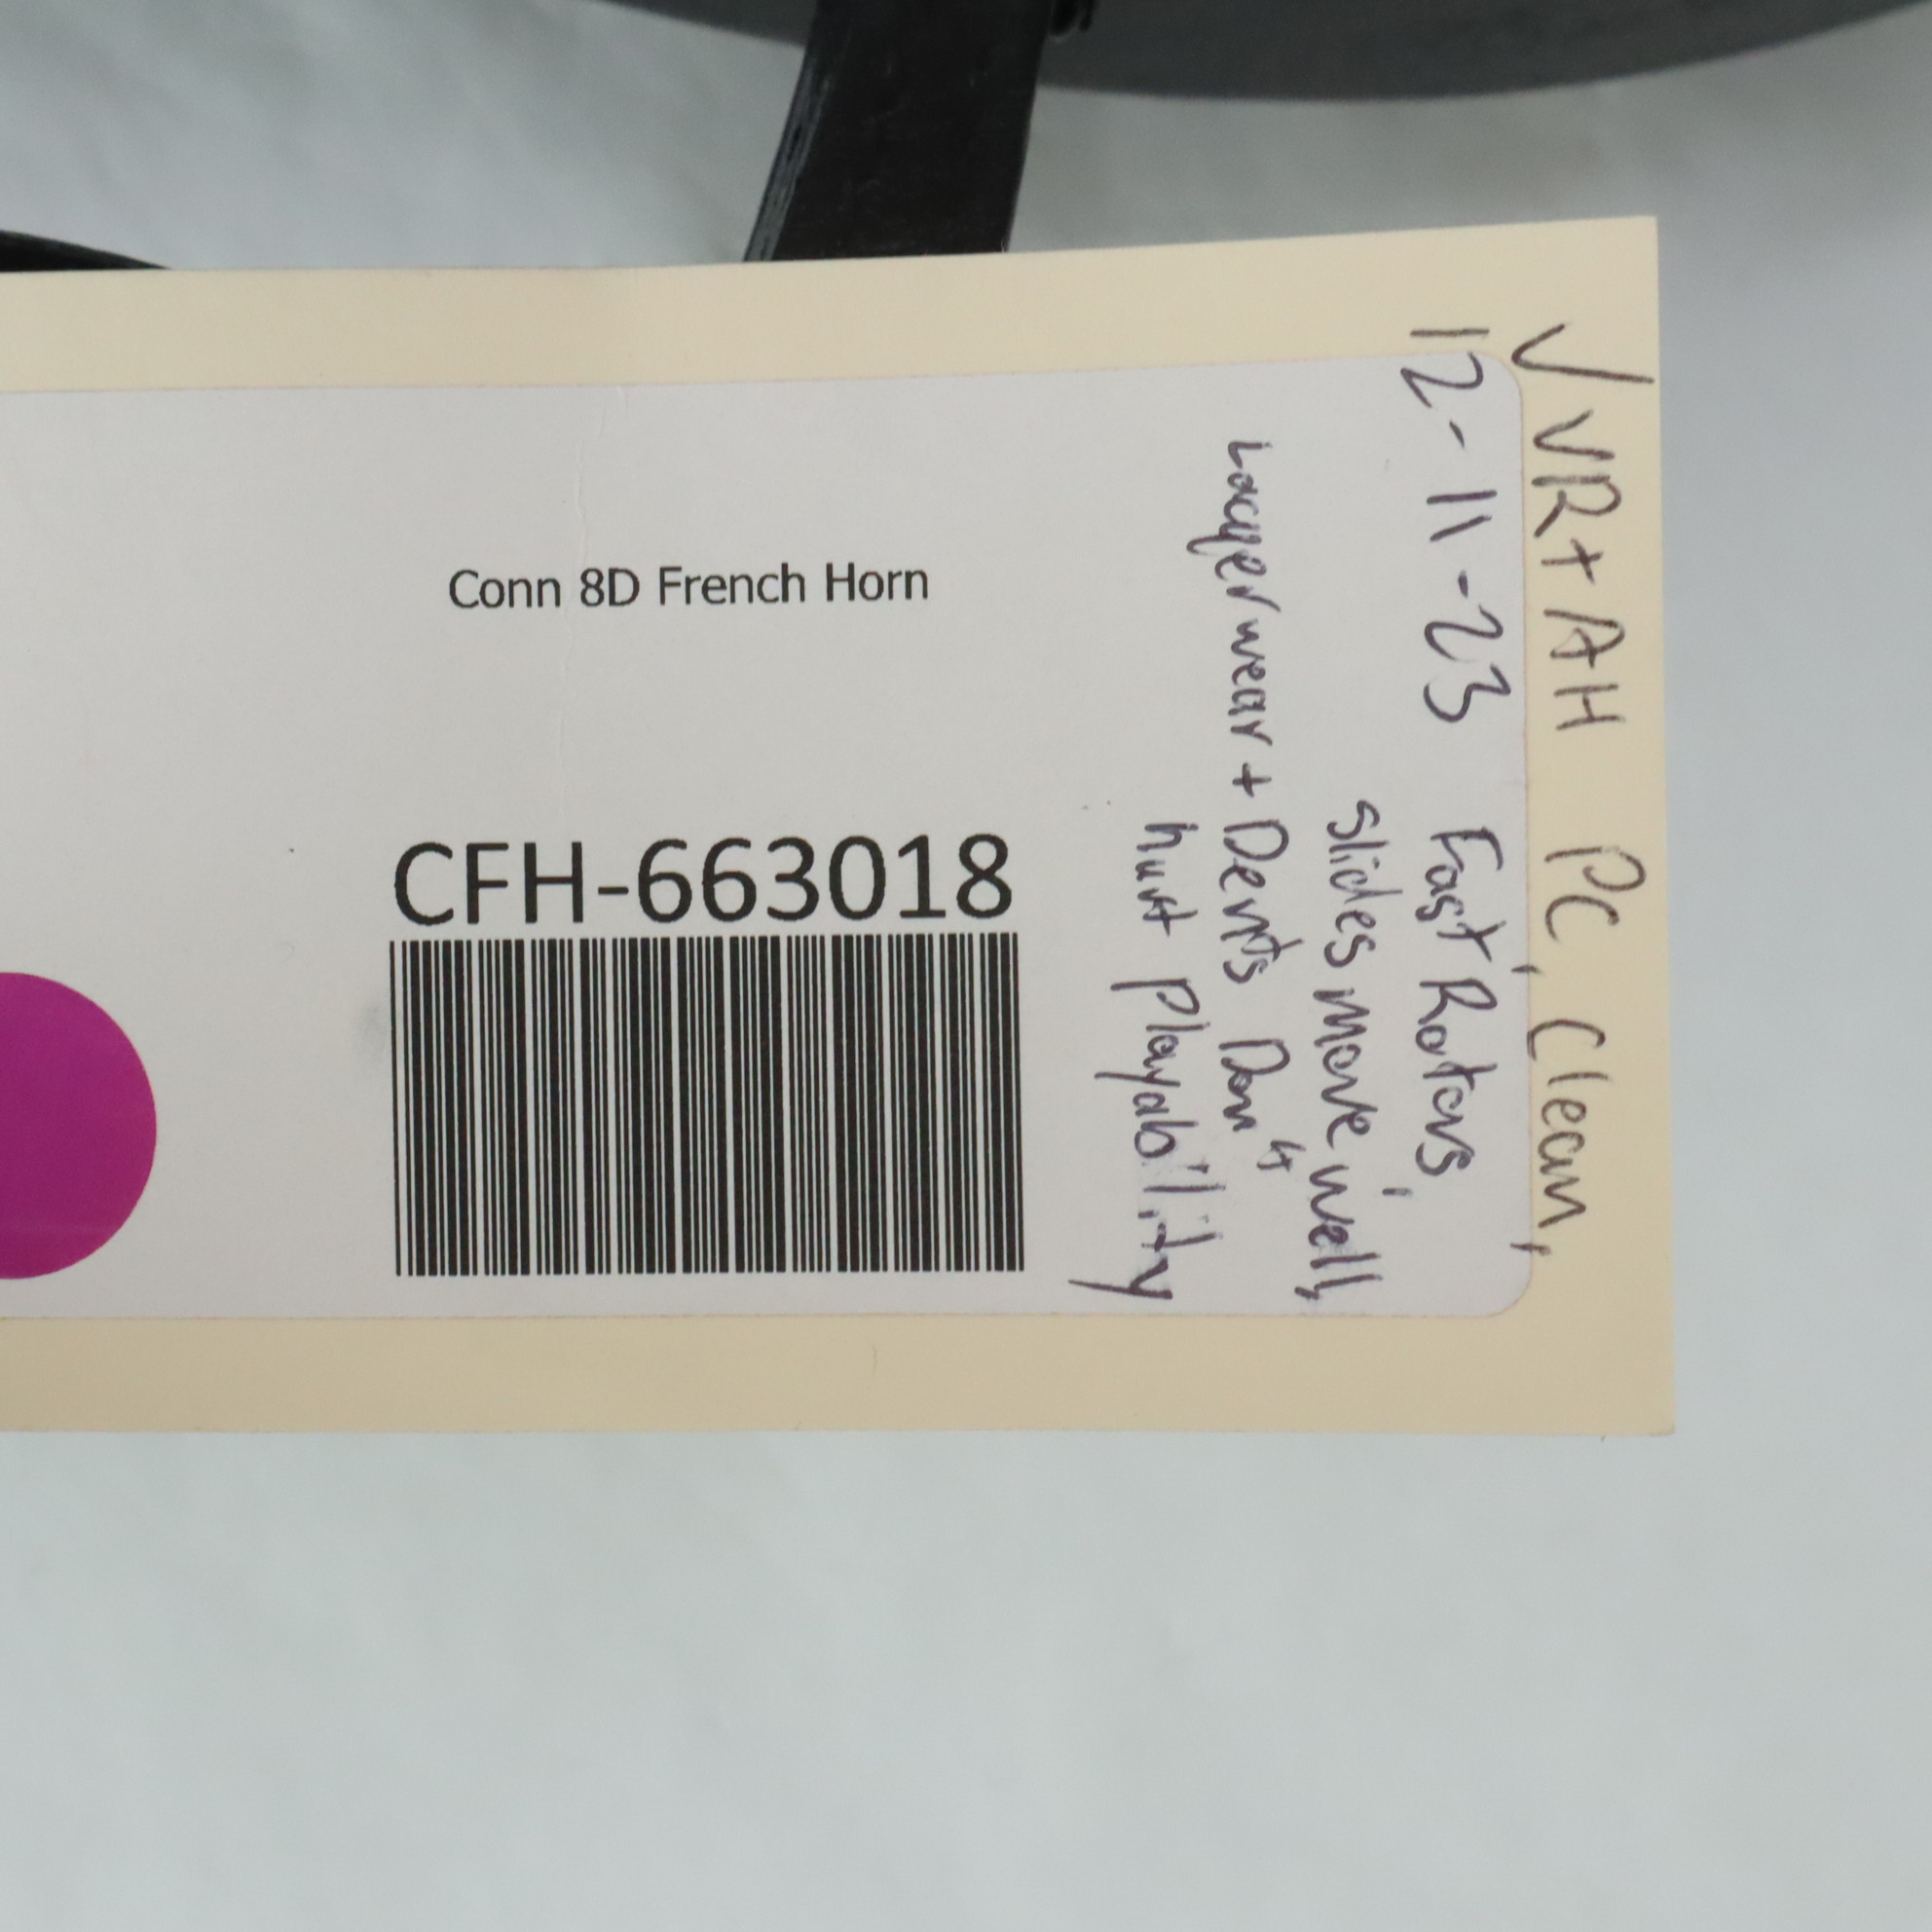 Conn 8D French Horn
CFH-663018
✓ VR+AH PC, Clean,
12-11-23 Fast Rotors,
slides move well,
Laqer wear + Dents Don't
hurt Playability